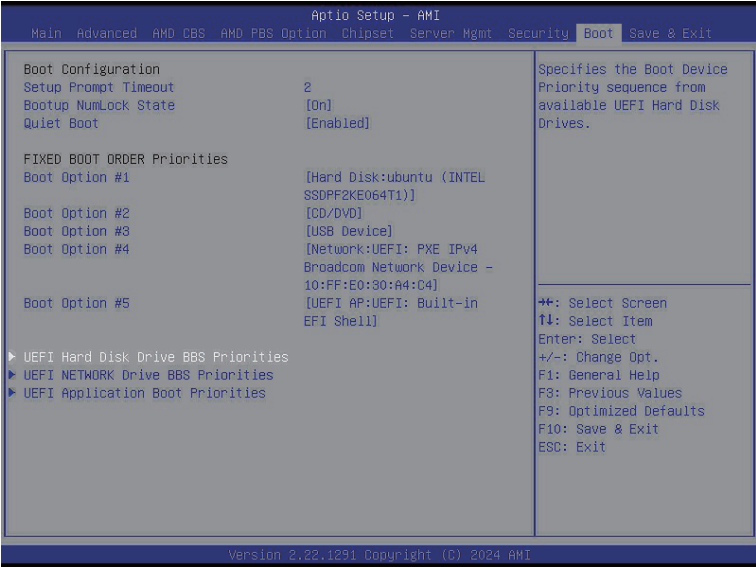 Aptio Setup – AMI
Main Advanced AMD CBS AMD PBS Option Chipset Server Mgmt Security Boot Save & Exit
Boot Configuration
Setup Prompt Timeout 2
Bootup NumLock State [On]
Quiet Boot [Enabled]
FIXED BOOT ORDER Priorities
Boot Option #1 [Hard Disk:ubuntu (INTEL
SSDPF2KE064T1)]
Boot Option #2 [CD/DVD]
Boot Option #3 [USB Device]
Boot Option #4 [Network:UEFI: PXE IPv4
Broadcom Network Device –
10:FF:E0:30:A4:C4]
Boot Option #5 [UEFI AP:UEFI: Built-in
EFI Shell]
▶ UEFI Hard Disk Drive BBS Priorities
▶ UEFI NETWORK Drive BBS Priorities
▶ UEFI Application Boot Priorities
Specifies the Boot Device
Priority sequence from
available UEFI Hard Disk
Drives.
→←: Select Screen
↑↓: Select Item
Enter: Select
+/-: Change Opt.
F1: General Help
F3: Previous Values
F9: Optimized Defaults
F10: Save & Exit
ESC: Exit
Version 2.22.1291 Copyright (C) 2024 AMI